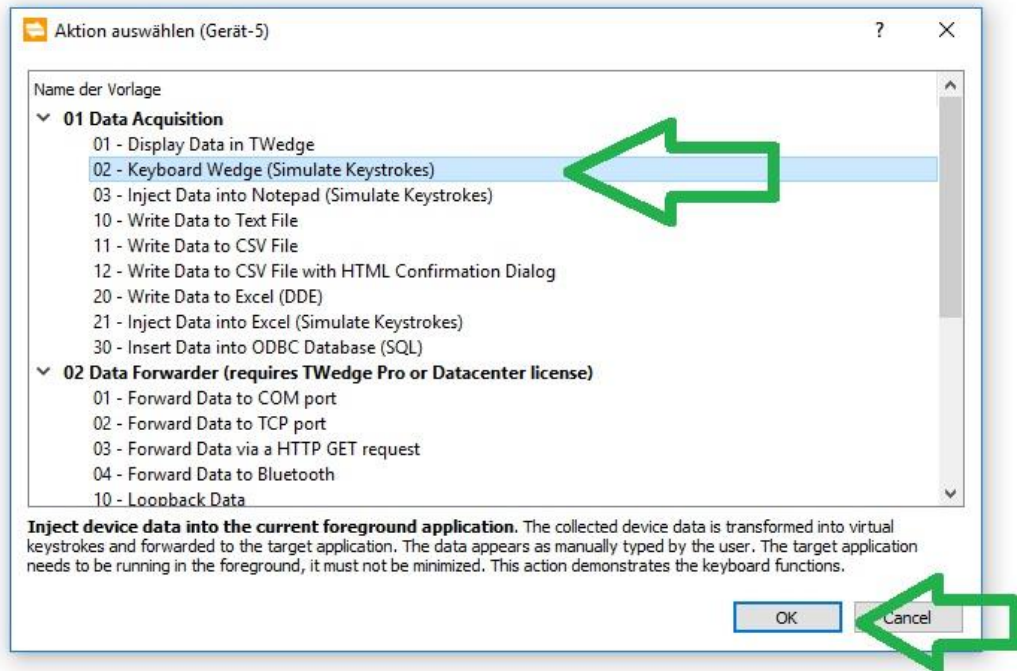 Aktion auswählen (Gerät-5)
?
Name der Vorlage
01 Data Acquisition
01 - Display Data in TWedge
02 - Keyboard Wedge (Simulate Keystrokes)
03 - Inject Data into Notepad (Simulate Keystrokes)
10 - Write Data to Text File
11 - Write Data to CSV File
12 - Write Data to CSV File with HTML Confirmation Dialog
20 - Write Data to Excel (DDE)
21 - Inject Data into Excel (Simulate Keystrokes)
30 - Insert Data into ODBC Database (SQL)
02 Data Forwarder (requires TWedge Pro or Datacenter license)
01 - Forward Data to COM port
02 - Forward Data to TCP port
03 - Forward Data via a HTTP GET request
04 - Forward Data to Bluetooth
10 - Loopback Data
Inject device data into the current foreground application. The collected device data is transformed into virtual
keystrokes and forwarded to the target application. The data appears as manually typed by the user. The target application
needs to be running in the foreground, it must not be minimized. This action demonstrates the keyboard functions.
OK
Cancel